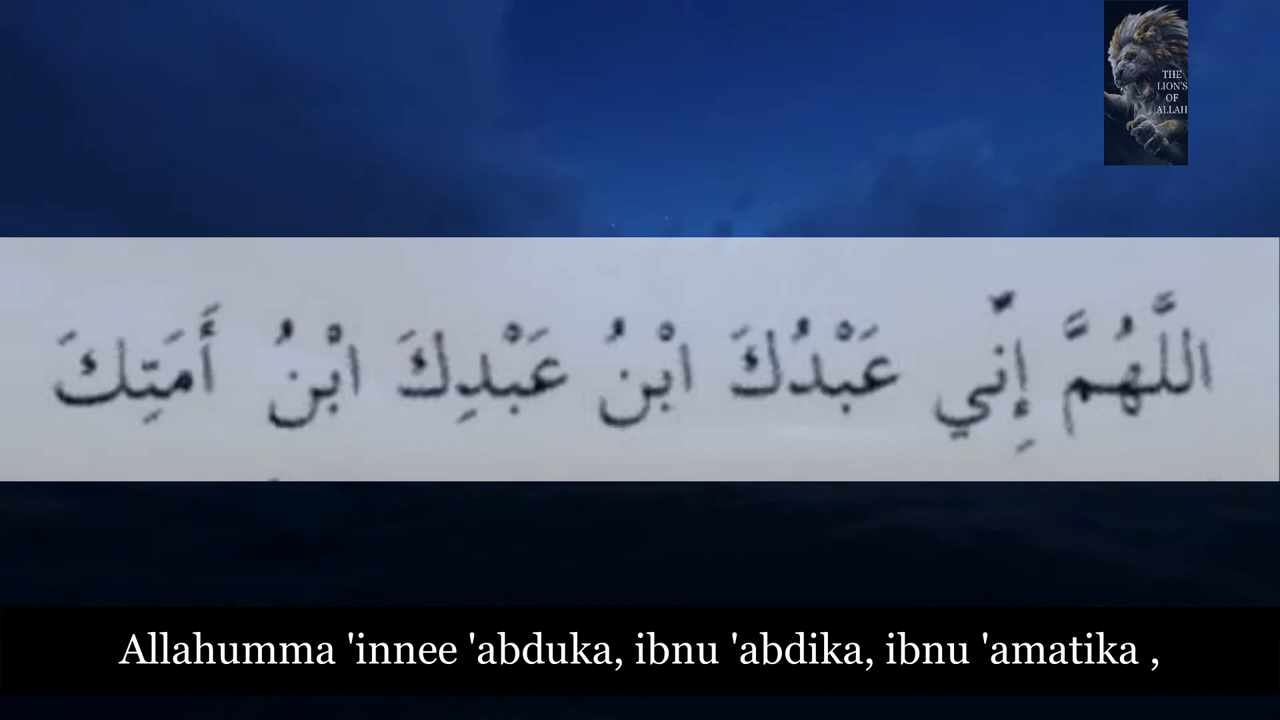 THE
LION'S
OF
ALLAH
اللَّهُمَّ إِنِّي عَبْدُكَ ابْنُ عَبْدِكَ ابْنُ أَمَتِكَ
Allahumma 'innee 'abduka, ibnu 'abdika, ibnu 'amatika ,